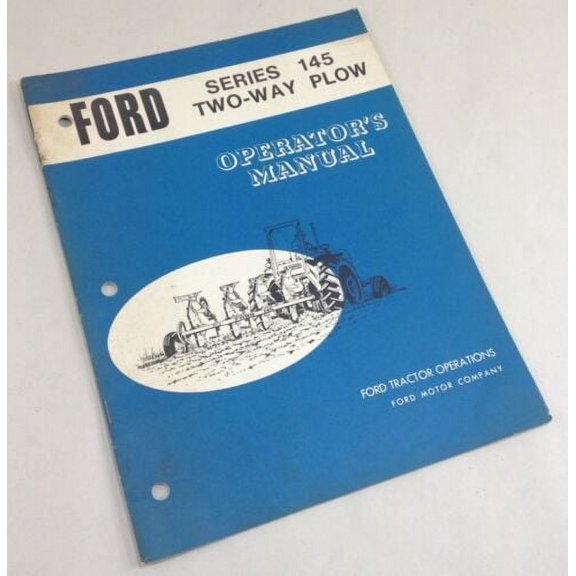 FORD
SERIES 145
TWO-WAY PLOW
OPERATOR'S
MANUAL
FORD TRACTOR OPERATIONS
FORD MOTOR COMPANY